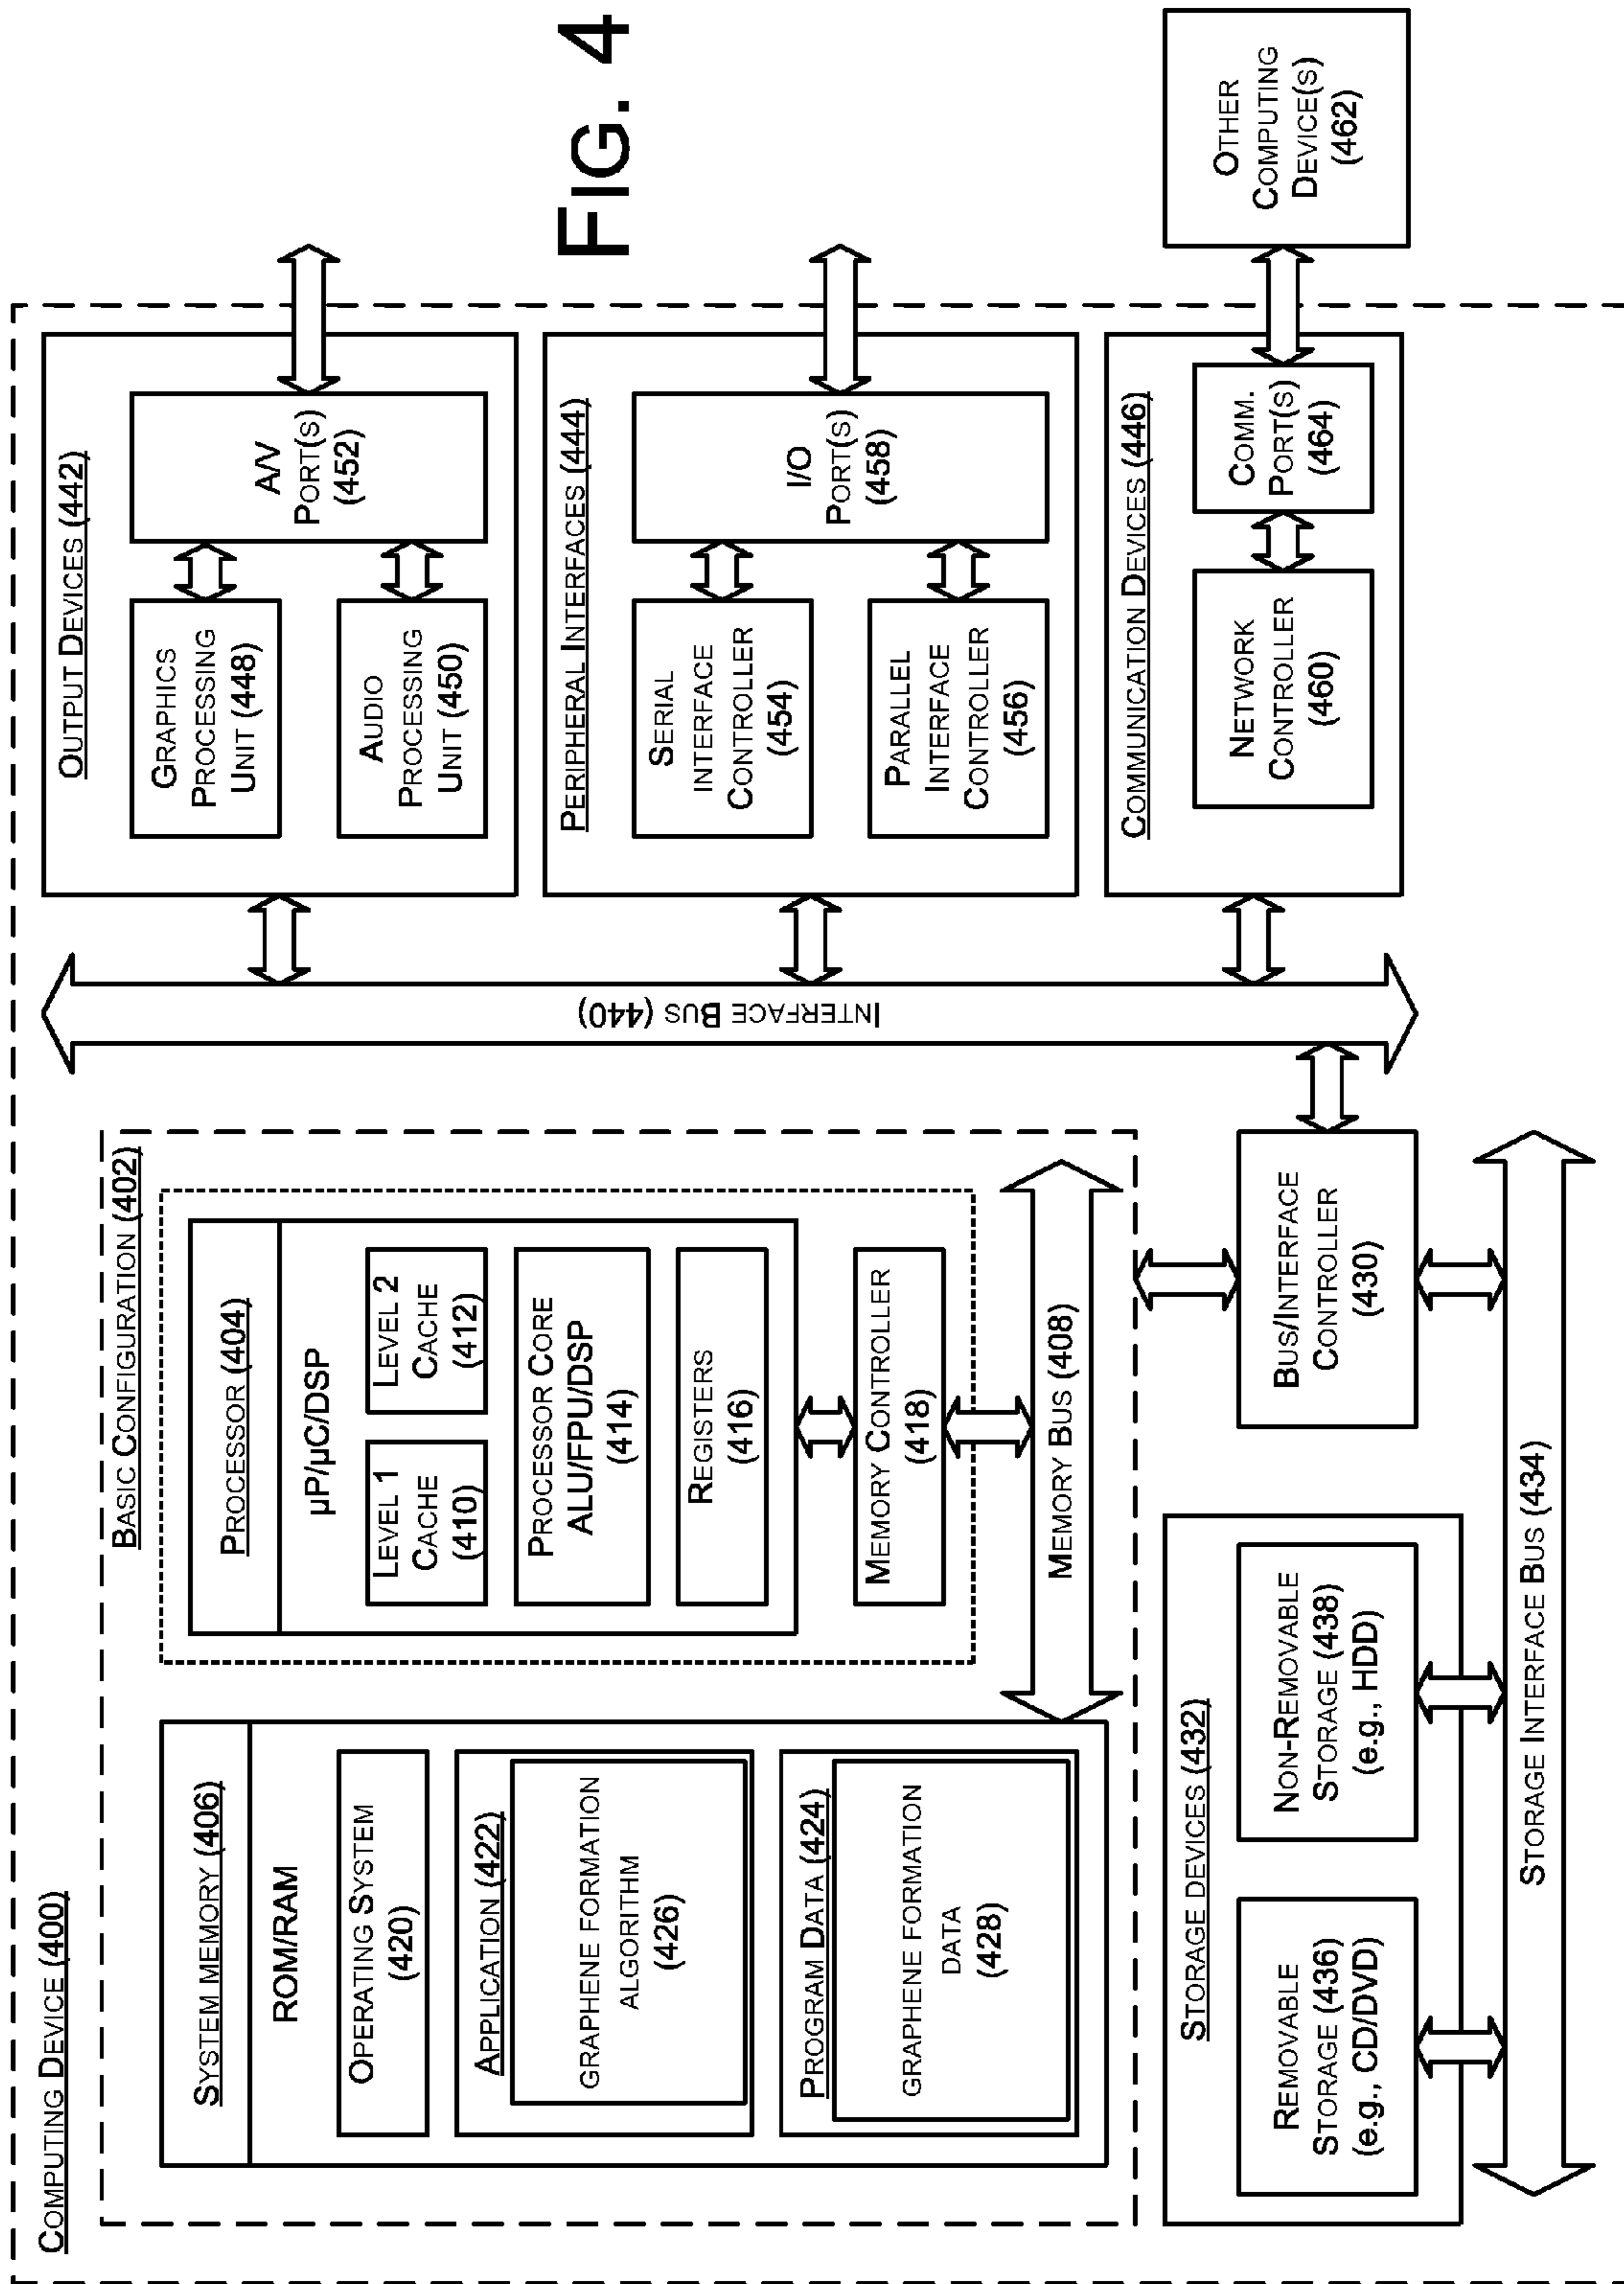 COMPUTING DEVICE (400)
BASIC CONFIGURATION (402)
SYSTEM MEMORY (406)
ROM/RAM
OPERATING SYSTEM
(420)
APPLICATION (422)
GRAPHENE FORMATION
ALGORITHM
(426)
PROGRAM DATA (424)
GRAPHENE FORMATION
DATA
(428)
PROCESSOR (404)
µP/µC/DSP
LEVEL 1
CACHE
(410)
LEVEL 2
CACHE
(412)
PROCESSOR CORE
ALU/FPU/DSP
(414)
REGISTERS
(416)
MEMORY CONTROLLER
(418)
MEMORY BUS (408)
BUS/INTERFACE
CONTROLLER
(430)
STORAGE DEVICES (432)
REMOVABLE
STORAGE (436)
(e.g., CD/DVD)
NON-REMOVABLE
STORAGE (438)
(e.g., HDD)
STORAGE INTERFACE BUS (434)
INTERFACE BUS (440)
OUTPUT DEVICES (442)
GRAPHICS
PROCESSING
UNIT (448)
AUDIO
PROCESSING
UNIT (450)
A/V
PORT(S)
(452)
PERIPHERAL INTERFACES (444)
SERIAL
INTERFACE
CONTROLLER
(454)
PARALLEL
INTERFACE
CONTROLLER
(456)
I/O
PORT(S)
(458)
COMMUNICATION DEVICES (446)
NETWORK
CONTROLLER
(460)
COMM.
PORT(S)
(464)
OTHER
COMPUTING
DEVICE(S)
(462)
FIG. 4